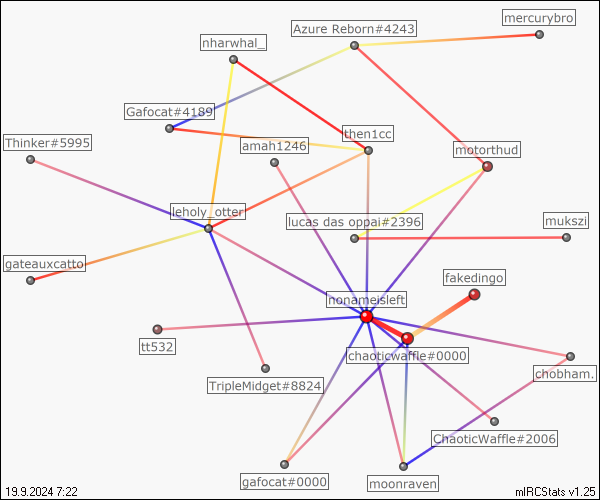 mercurybro
Azure Reborn#4243
nharwhal_
Gafocat#4189
then1cc
Thinker#5995
amah1246
motorthud
leholy_otter
lucas das oppai#2396
mukszi
gateauxcatto
fakedingo
nonameisleft
tt532
chaoticwaffle#0000
chobham.
TripleMidget#8824
ChaoticWaffle#2006
gafocat#0000
moonraven
19.9.2024 7:22
mIRCStats v1.25